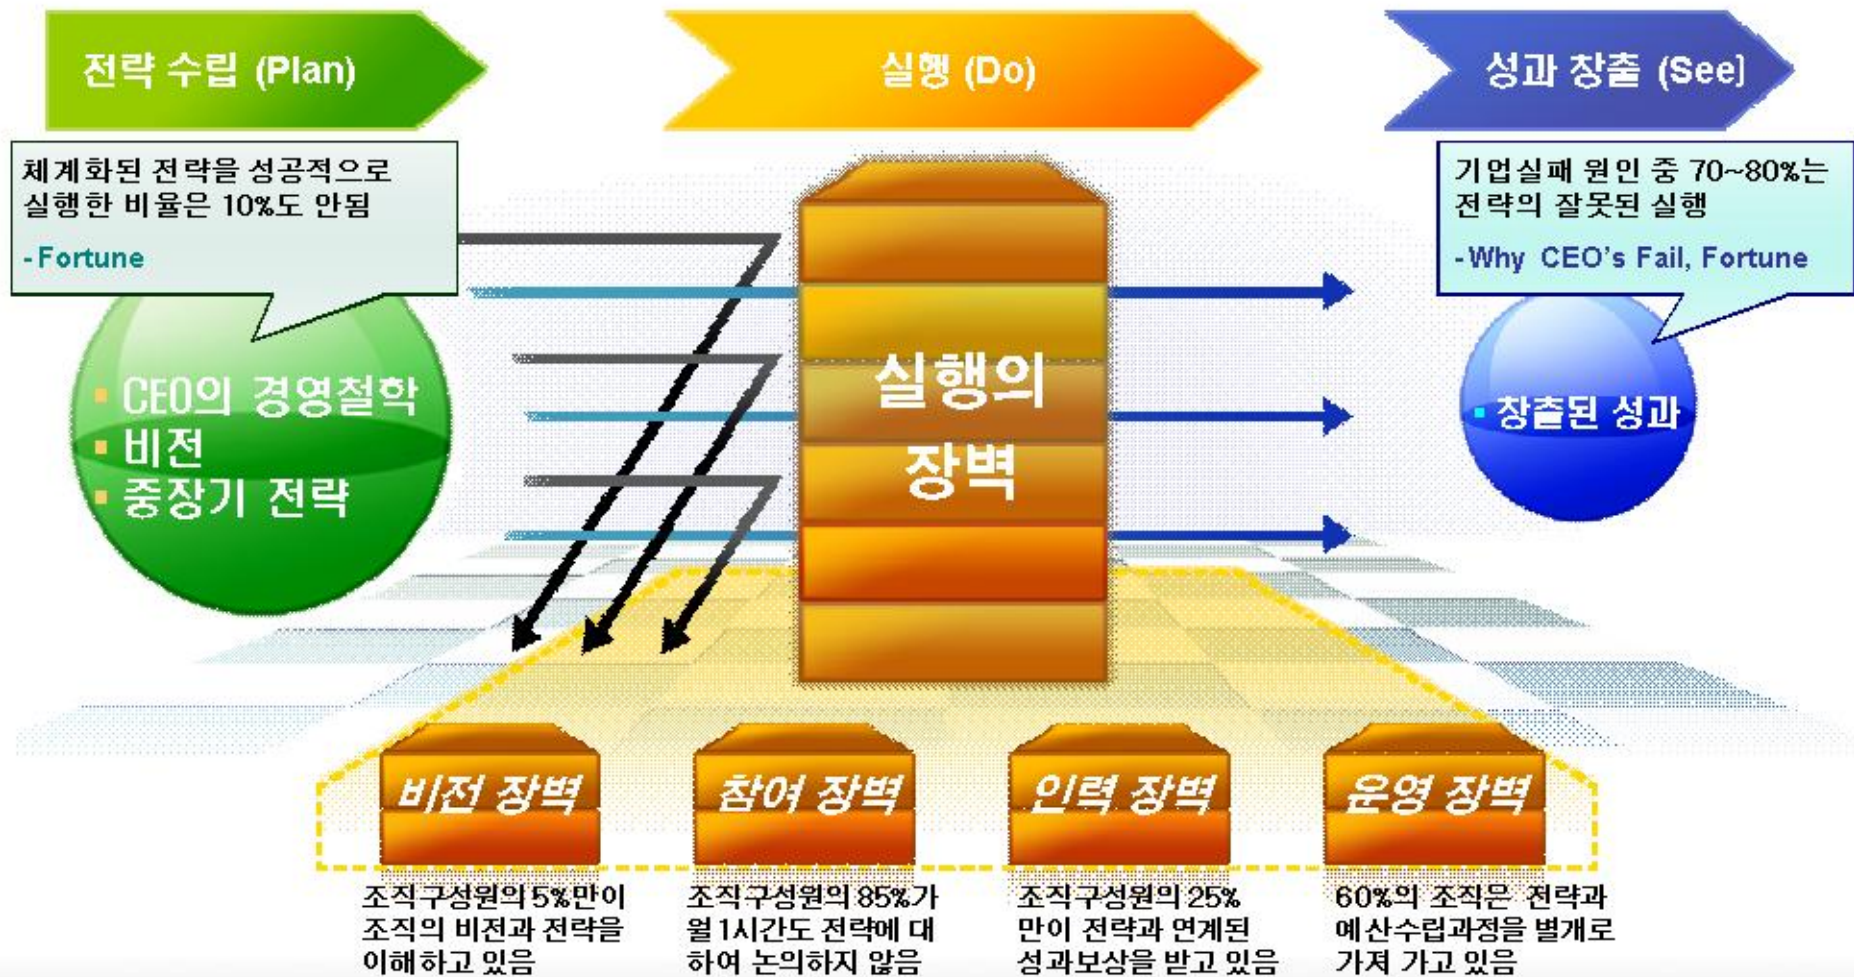 전략 수립 (Plan)
실행 (Do)
성과 창출 (See]
체계화된 전략을 성공적으로
실행한 비율은 10%도 안됨
- Fortune
기업실패 원인 중 70~80%는
전략의 잘못된 실행
- Why CEO's Fail, Fortune
▪ CEO의 경영철학
▪ 비전
▪ 중장기 전략
실행의
장벽
▪ 창출된 성과
비전 장벽
조직구성원의 5%만이
조직의 비전과 전략을
이해하고 있음
참여 장벽
조직구성원의 85%가
월 1시간도 전략에 대
하여 논의하지 않음
인력 장벽
조직구성원의 25%
만이 전략과 연계된
성과보상을 받고 있음
운영 장벽
60%의 조직은 전략과
예산수립과정을 별개로
가져 가고 있음